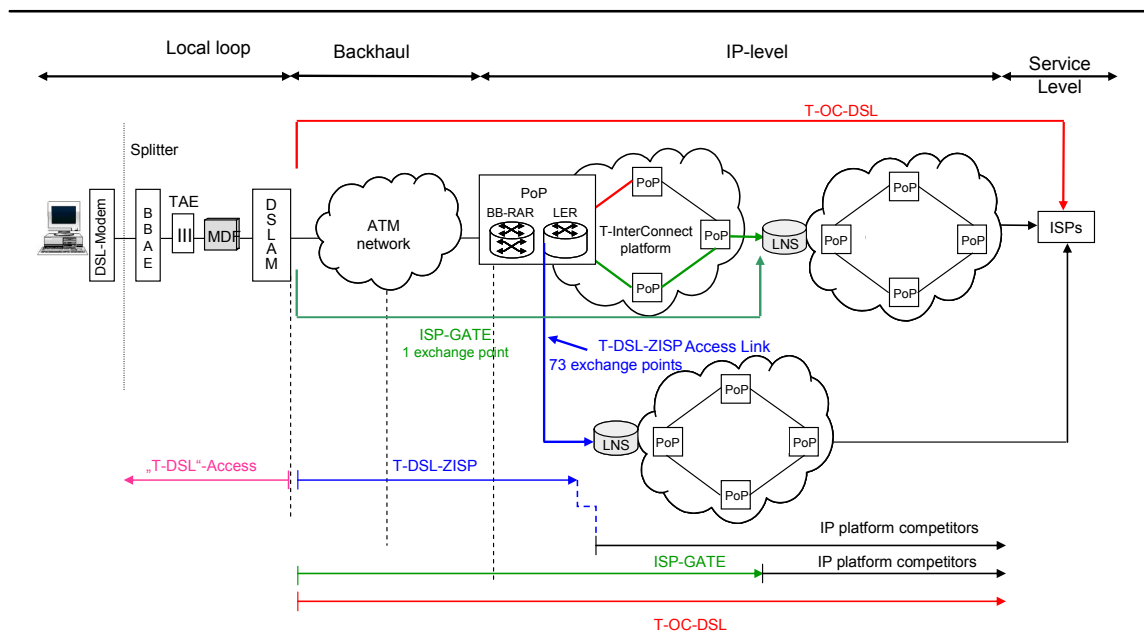 Local loop
Backhaul
IP-level
Service
Level
T-OC-DSL
Splitter
DSL-Modem
BBAE
TAE
MDF
DSLAM
ATM
network
PoP
BB-RAR
LER
PoP
T-InterConnect
platform
PoP
PoP
LNS
PoP
PoP
PoP
PoP
ISPs
ISP-GATE
1 exchange point
T-DSL-ZISP Access Link
73 exchange points
LNS
PoP
PoP
PoP
PoP
„T-DSL“-Access
T-DSL-ZISP
IP platform competitors
ISP-GATE
IP platform competitors
T-OC-DSL